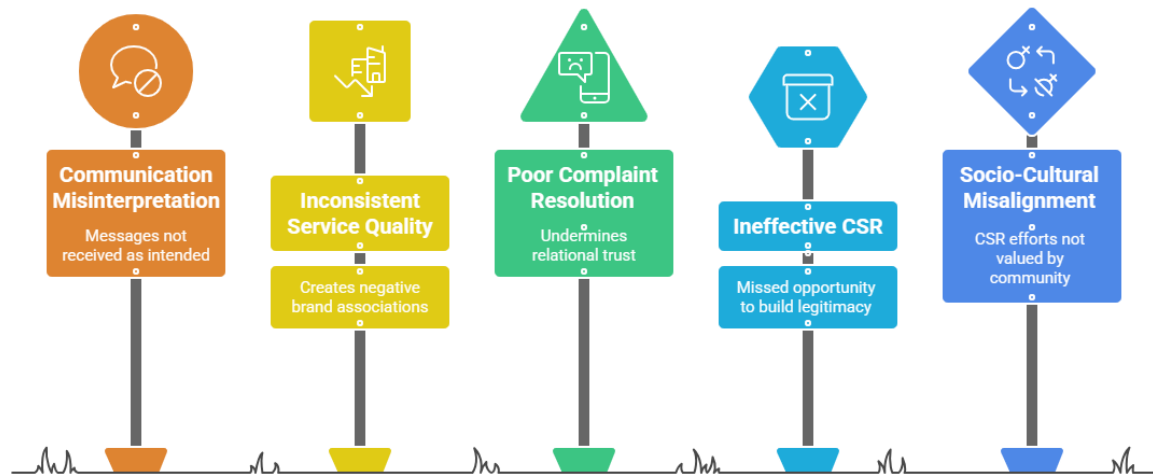 Communication
Misinterpretation
Messages not
received as intended
Inconsistent
Service Quality
Creates negative
brand associations
Poor Complaint
Resolution
Undermines
relational trust
Ineffective CSR
Missed opportunity
to build legitimacy
Socio-Cultural
Misalignment
CSR efforts not
valued by
community